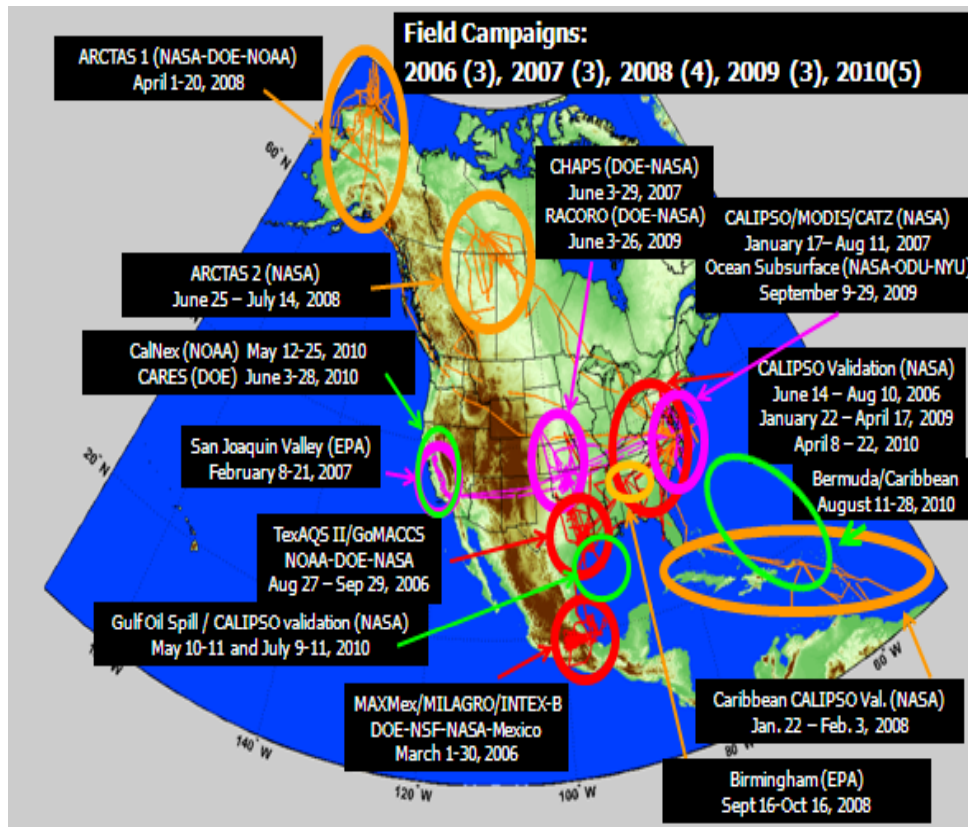 Field Campaigns:
2006 (3), 2007 (3), 2008 (4), 2009 (3), 2010(5)
ARCTAS 1 (NASA-DOE-NOAA)
April 1-20, 2008
60° N
CHAPS (DOE-NASA)
June 3-29, 2007
RACORO (DOE-NASA)
June 3-26, 2009
CALIPSO/MODIS/CATZ (NASA)
January 17– Aug 11, 2007
Ocean Subsurface (NASA-ODU-NYU)
September 9-29, 2009
ARCTAS 2 (NASA)
June 25 – July 14, 2008
CalNex (NOAA) May 12-25, 2010
CARES (DOE) June 3-28, 2010
CALIPSO Validation (NASA)
June 14 – Aug 10, 2006
January 22 – April 17, 2009
April 8 – 22, 2010
20° N
San Joaquin Valley (EPA)
February 8-21, 2007
Bermuda/Caribbean
August 11-28, 2010
TexAQS II/GoMACCS
NOAA-DOE-NASA
Aug 27 – Sep 29, 2006
Gulf Oil Spill / CALIPSO validation (NASA)
May 10-11 and July 9-11, 2010
60° W
MAXMex/MILAGRO/INTEX-B
DOE-NSF-NASA-Mexico
March 1-30, 2006
Caribbean CALIPSO Val. (NASA)
Jan. 22 – Feb. 3, 2008
140° W
80° W
Birmingham (EPA)
Sept 16-Oct 16, 2008
120° W
100° W